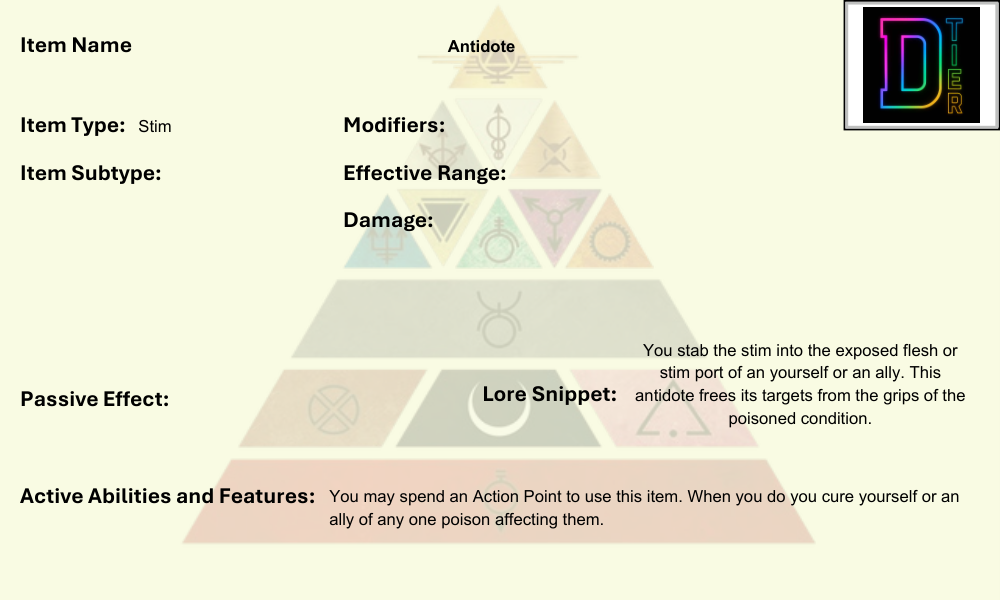 Item Name
Antidote
D TIER
Item Type: Stim
Modifiers:
Item Subtype:
Effective Range:
Damage:
Passive Effect:
Lore Snippet:
You stab the stim into the exposed flesh or
stim port of an yourself or an ally. This
antidote frees its targets from the grips of the
poisoned condition.
Active Abilities and Features:
You may spend an Action Point to use this item. When you do you cure yourself or an
ally of any one poison affecting them.